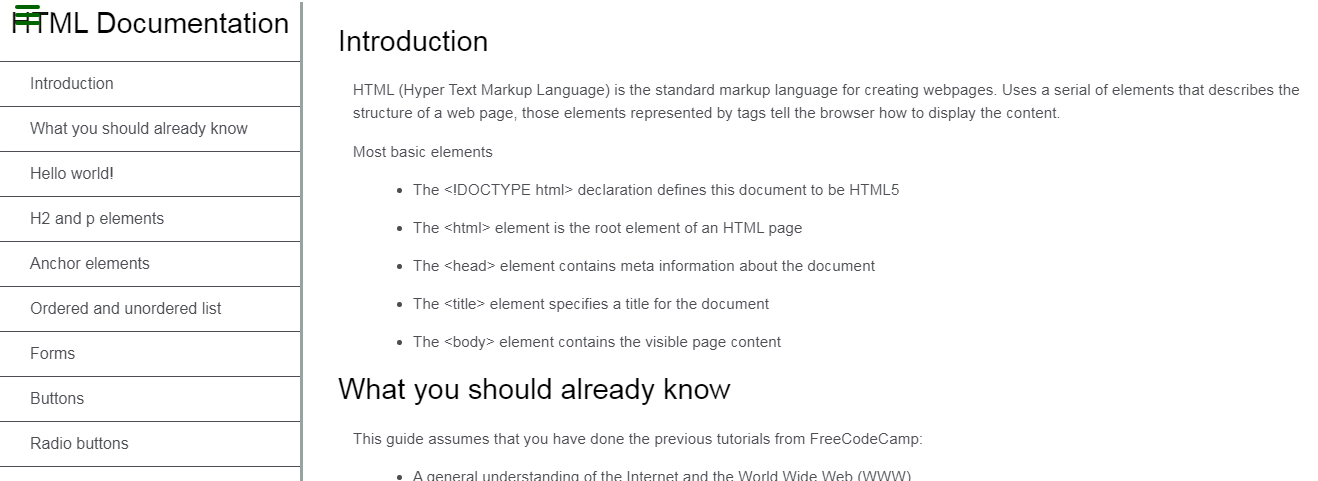 HTML Documentation
Introduction
What you should already know
Hello world!
H2 and p elements
Anchor elements
Ordered and unordered list
Forms
Buttons
Radio buttons
Introduction
HTML (Hyper Text Markup Language) is the standard markup language for creating webpages. Uses a serial of elements that describes the
structure of a web page, those elements represented by tags tell the browser how to display the content.
Most basic elements
• The <!DOCTYPE html> declaration defines this document to be HTML5
• The <html> element is the root element of an HTML page
• The <head> element contains meta information about the document
• The <title> element specifies a title for the document
• The <body> element contains the visible page content
What you should already know
This guide assumes that you have done the previous tutorials from FreeCodeCamp:
• A general understanding of the Internet and the World Wide Web (WWW)